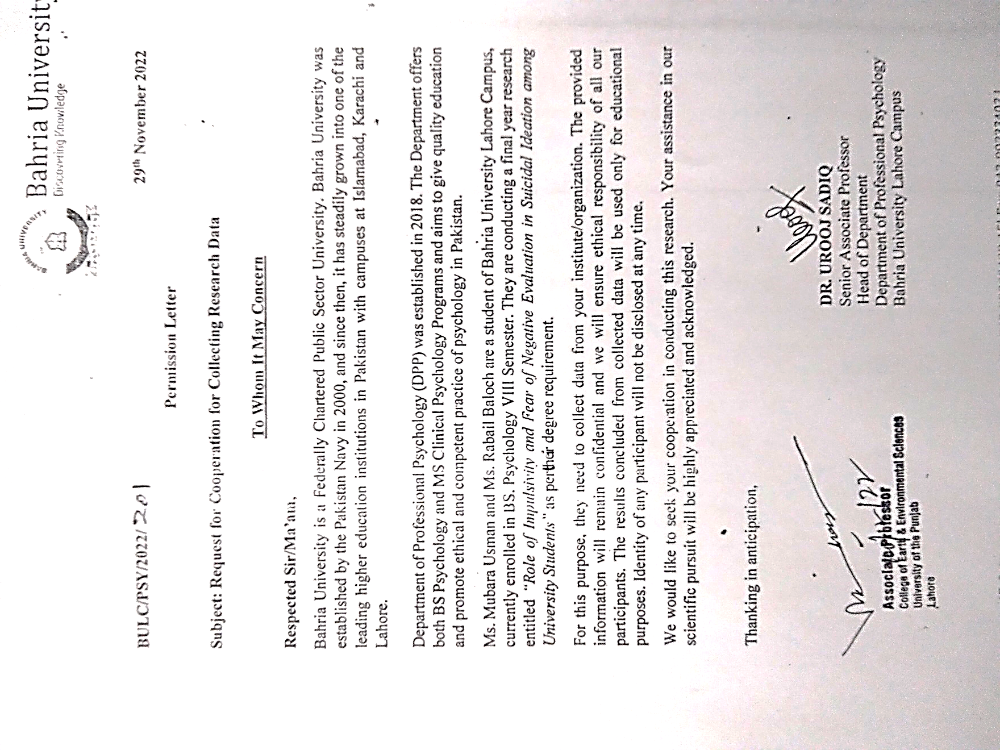 Bahria University
Discovering Knowledge
BAHRIA UNIVERSITY
BULC/PSY/2022/201 29th November 2022
Permission Letter
Subject: Request for Cooperation for Collecting Research Data
To Whom It May Concern
Respected Sir/Ma'am,
Bahria University is a Federally Chartered Public Sector University. Bahria University was
established by the Pakistan Navy in 2000, and since then, it has steadily grown into one of the
leading higher education institutions in Pakistan with campuses at Islamabad, Karachi and
Lahore.
Department of Professional Psychology (DPP) was established in 2018. The Department offers
both BS Psychology and MS Clinical Psychology Programs and aims to give quality education
and promote ethical and competent practice of psychology in Pakistan.
Ms. Mubara Usman and Ms. Rabail Baloch are a student of Bahria University Lahore Campus,
currently enrolled in BS. Psychology VIII Semester. They are conducting a final year research
entitled "Role of Impulsivity and Fear of Negative Evaluation in Suicidal Ideation among
University Students" as per their degree requirement.
For this purpose, they need to collect data from your institute/organization. The provided
information will remain confidential and we will ensure ethical responsibility of all our
participants. The results concluded from collected data will be used only for educational
purposes. Identity of any participant will not be disclosed at any time.
We would like to seek your cooperation in conducting this research. Your assistance in our
scientific pursuit will be highly appreciated and acknowledged.
Thanking in anticipation,
DR. UROOJ SADIQ
Senior Associate Professor
Head of Department
Department of Professional Psychology
Bahria University Lahore Campus
Associate Professor
College of Earth & Environmental Sciences
University of the Punjab
Lahore